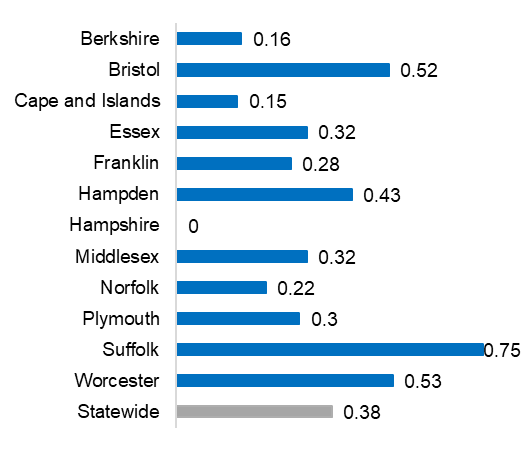 Berkshire 0.16
Bristol 0.52
Cape and Islands 0.15
Essex 0.32
Franklin 0.28
Hampden 0.43
Hampshire 0
Middlesex 0.32
Norfolk 0.22
Plymouth 0.3
Suffolk 0.75
Worcester 0.53
Statewide 0.38